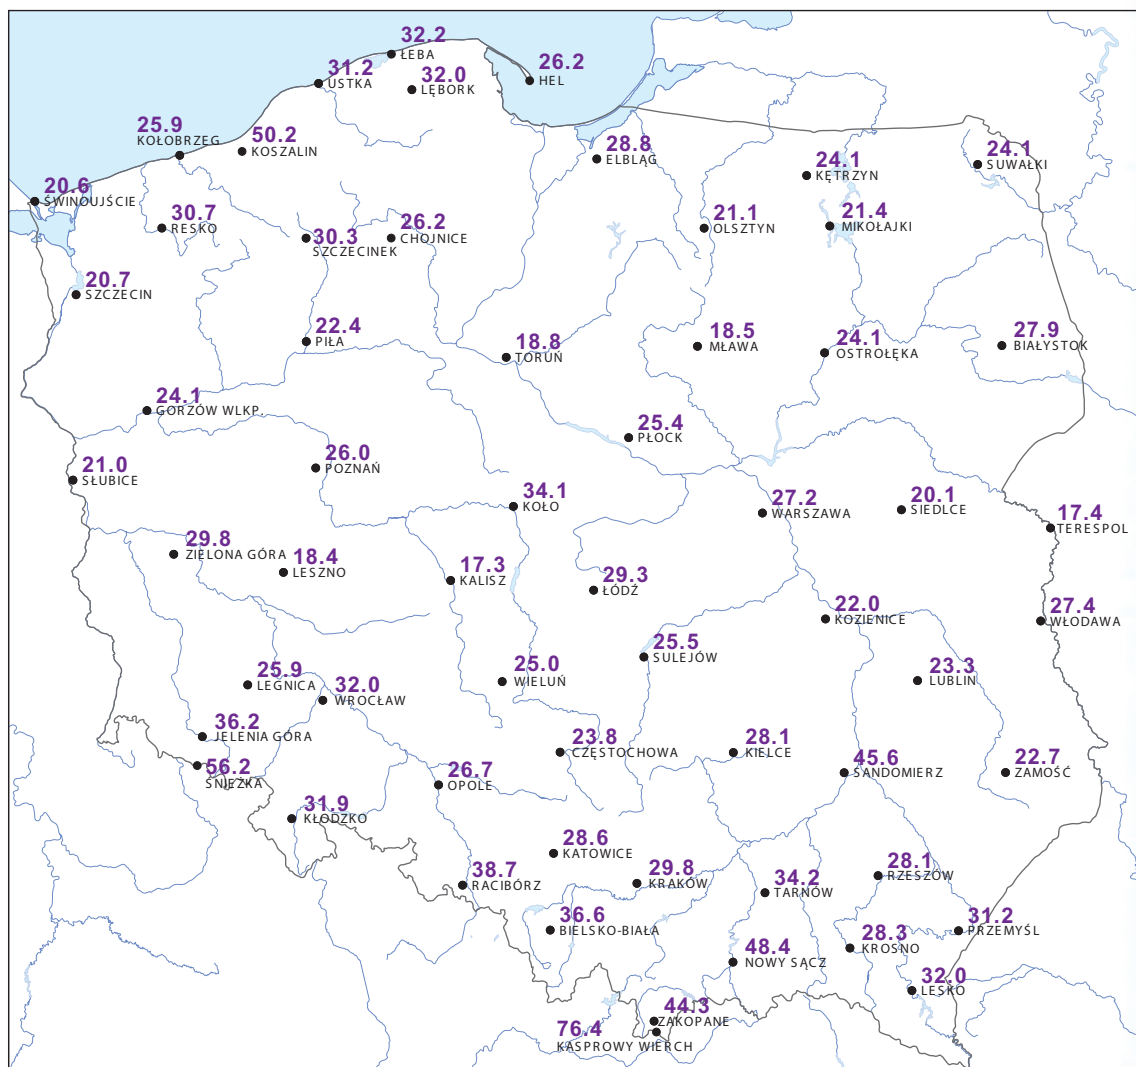 32.2
ŁEBA
31.2
USTKA
32.0
LĘBORK
26.2
HEL
25.9
KOŁOBRZEG
50.2
KOSZALIN
28.8
ELBLĄG
24.1
KĘTRZYN
24.1
SUWAŁKI
20.6
ŚWINOUJŚCIE
30.7
RESKO
30.3
SZCZECINEK
26.2
CHOJNICE
21.1
OLSZTYN
21.4
MIKOŁAJKI
20.7
SZCZECIN
22.4
PIŁA
18.8
TORUŃ
18.5
MŁAWA
24.1
OSTROŁĘKA
27.9
BIAŁYSTOK
24.1
GORZÓW WLKP.
25.4
PŁOCK
21.0
SŁUBICE
26.0
POZNAŃ
34.1
KOŁO
27.2
WARSZAWA
20.1
SIEDLCE
17.4
TERESPOL
29.8
ZIELONA GÓRA
18.4
LESZNO
17.3
KALISZ
29.3
ŁÓDŹ
22.0
KOZIENICE
27.4
WŁODAWA
25.9
LEGNICA
32.0
WROCŁAW
25.0
WIELUŃ
25.5
SULEJÓW
23.3
LUBLIN
36.2
JELENIA GÓRA
56.2
ŚNIEŻKA
23.8
CZĘSTOCHOWA
28.1
KIELCE
45.6
SANDOMIERZ
22.7
ZAMOŚĆ
31.9
KŁODZKO
26.7
OPOLE
28.6
KATOWICE
38.7
RACIBÓRZ
29.8
KRAKÓW
34.2
TARNÓW
28.1
RZESZÓW
36.6
BIELSKO-BIAŁA
48.4
NOWY SĄCZ
28.3
KROSNO
31.2
PRZEMYŚL
32.0
LESKO
44.3
ZAKOPANE
76.4
KASPROWY WIERCH